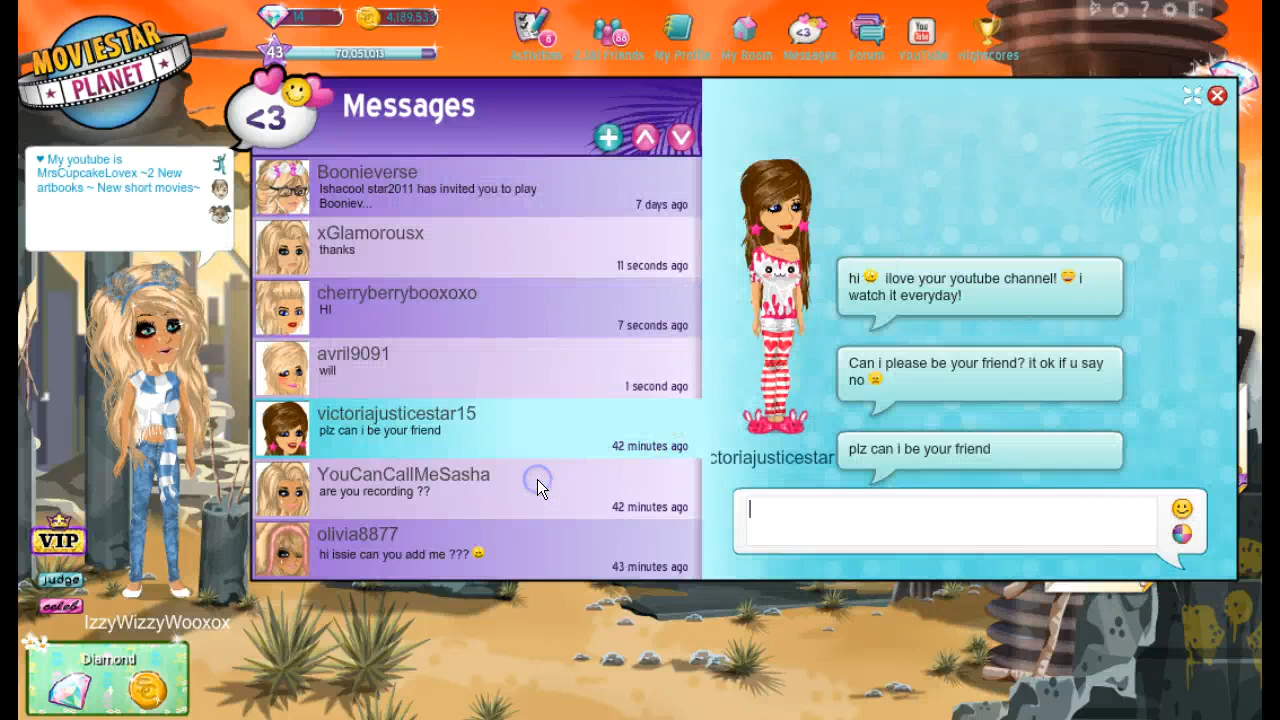 MOVIESTAR
PLANET
14
4,189,537
43
70,051,013
6
88
Activities
My Profile
My Room
<3
Messages
Forum
You
Tube
YouTube
Highscores
<3
Messages
♥ My youtube is
MrsCupcakeLovex ~2 New
artbooks ~ New short movies~
Boonieverse
Ishacool star2011 has invited you to play
Booniev...
7 days ago
xGlamorousx
thanks
11 seconds ago
cherryberrybooxoxo
HI
7 seconds ago
avril9091
will
1 second ago
victoriajusticestar15
plz can i be your friend
42 minutes ago
YouCanCallMeSasha
are you recording ??
42 minutes ago
olivia8877
hi issie can you add me ???
43 minutes ago
hi ilove your youtube channel! i
watch it everyday!
Can i please be your friend? it ok if u say
no
plz can i be your friend
ctoriajusticestar
VIP
judge
celeb
IzzyWizzyWooxox
Diamond